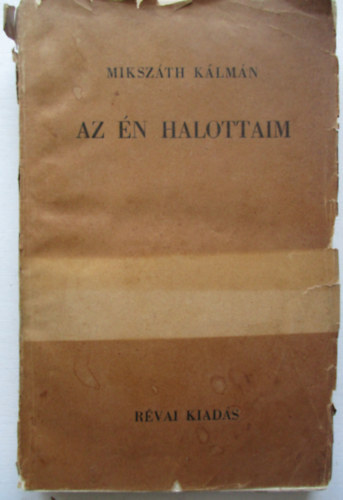 MIKSZÁTH KÁLMÁN
AZ ÉN HALOTTAIM
RÉVAI KIADÁS